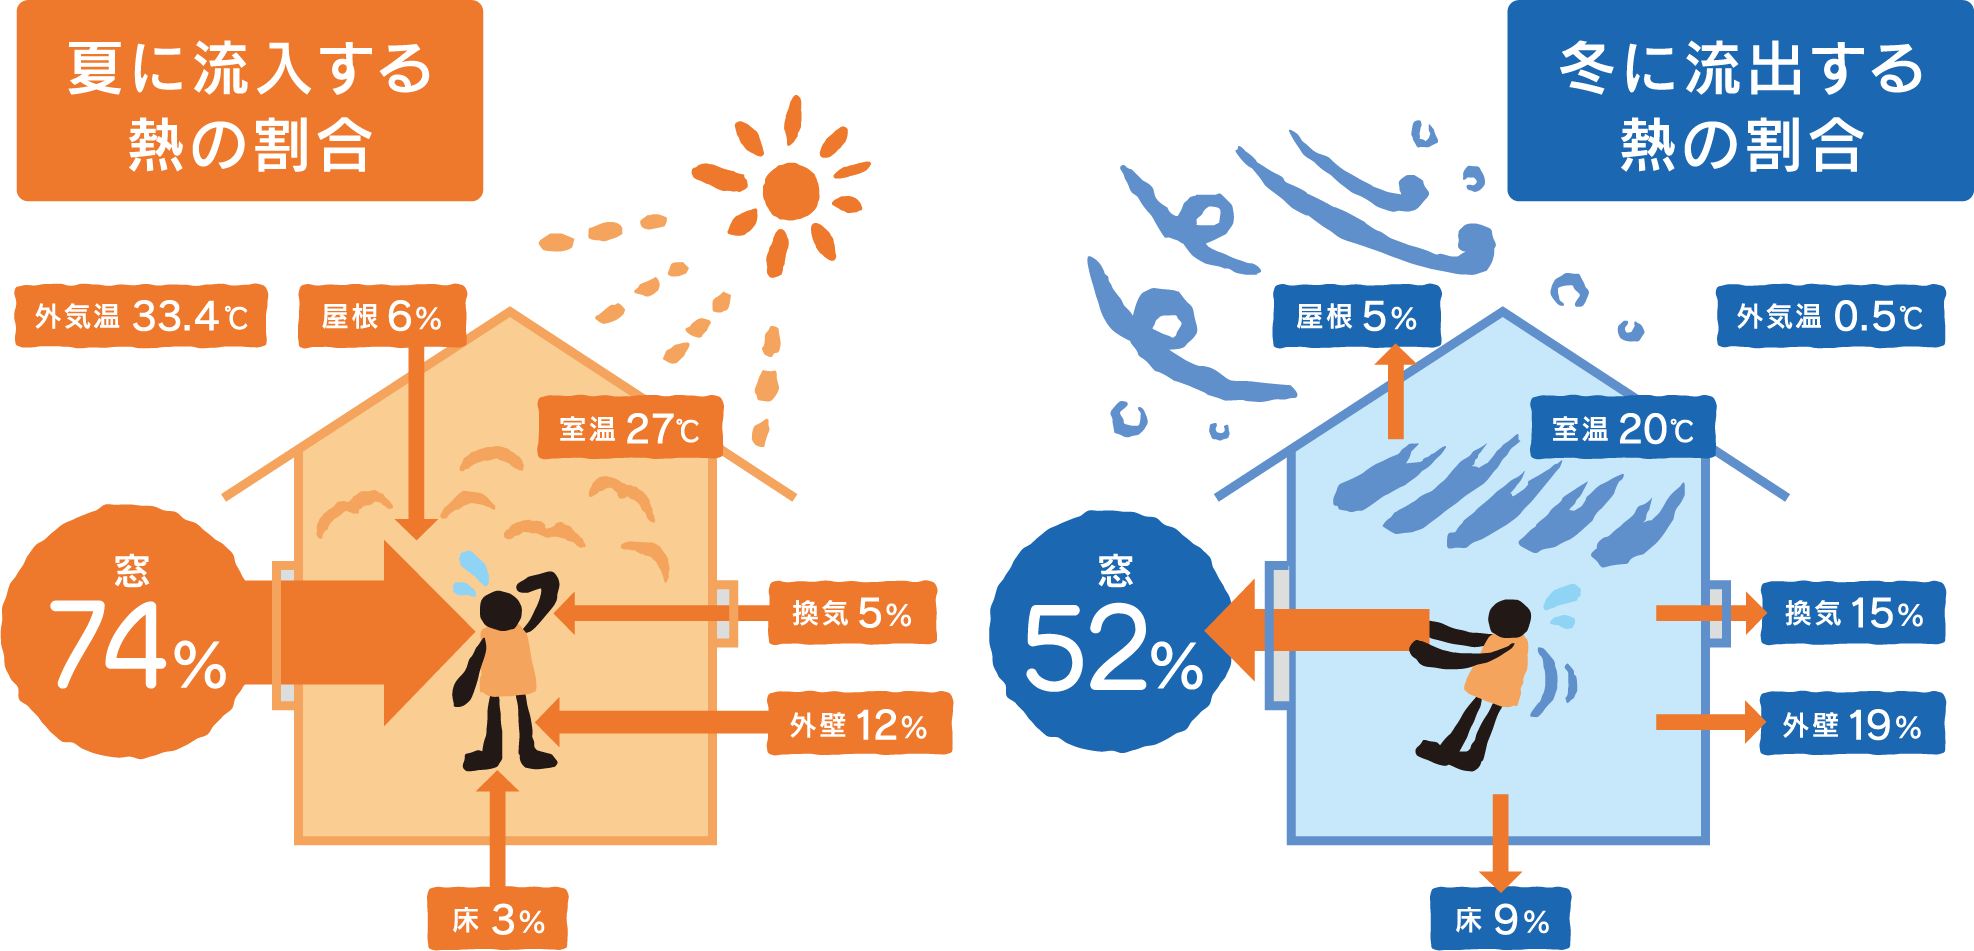 夏に流入する
熱の割合
外気温 33.4℃
屋根 6%
室温 27℃
窓
74%
換気 5%
外壁 12%
床 3%
冬に流出する
熱の割合
屋根 5%
外気温 0.5℃
室温 20℃
窓
52%
換気 15%
外壁 19%
床 9%